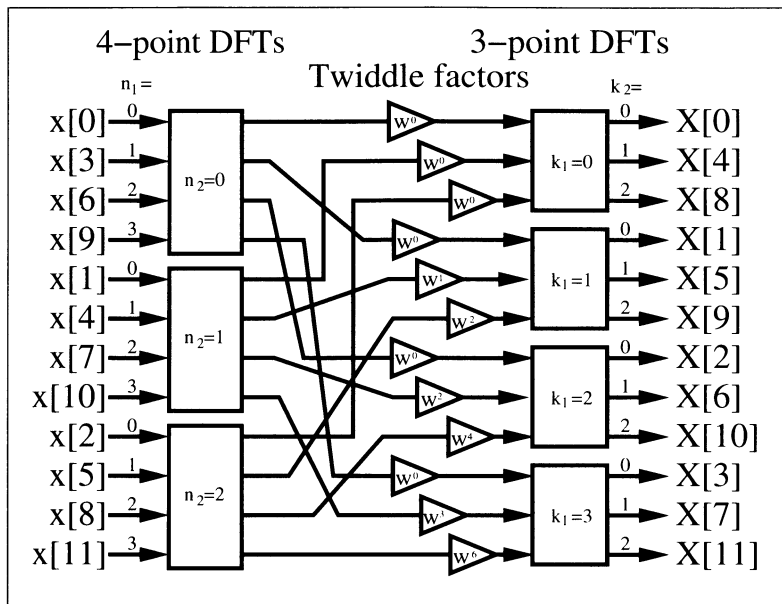 4-point DFTs 3-point DFTs
Twiddle factors
n₁= k₂=
x[0] 0 w⁰ 0 X[0]
x[3] 1 n₂=0 w⁰ k₁=0 1 X[4]
x[6] 2 w⁰ 2 X[8]
x[9] 3 w⁰ 0 X[1]
x[1] 0 w¹ k₁=1 1 X[5]
x[4] 1 w² 2 X[9]
x[7] 2 n₂=1 w⁰ 0 X[2]
x[10] 3 w² k₁=2 1 X[6]
x[2] 0 w⁴ 2 X[10]
x[5] 1 n₂=2 w⁰ 0 X[3]
x[8] 2 w³ k₁=3 1 X[7]
x[11] 3 w⁶ 2 X[11]